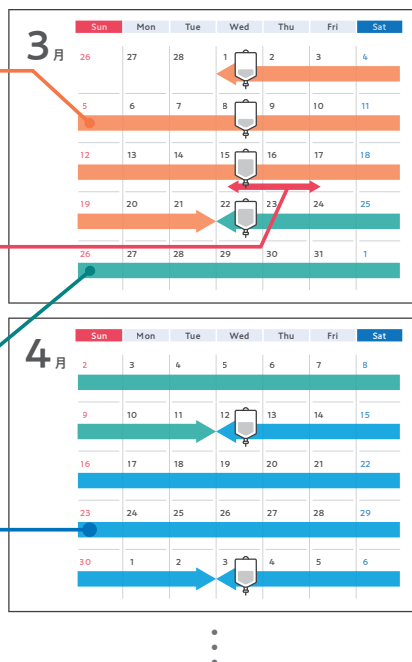 3月
Sun Mon Tue Wed Thu Fri Sat
26 27 28 1 2 3 4
5 6 7 8 9 10 11
12 13 14 15 16 17 18
19 20 21 22 23 24 25
26 27 28 29 30 31 1
4月
Sun Mon Tue Wed Thu Fri Sat
2 3 4 5 6 7 8
9 10 11 12 13 14 15
16 17 18 19 20 21 22
23 24 25 26 27 28 29
30 1 2 3 4 5 6